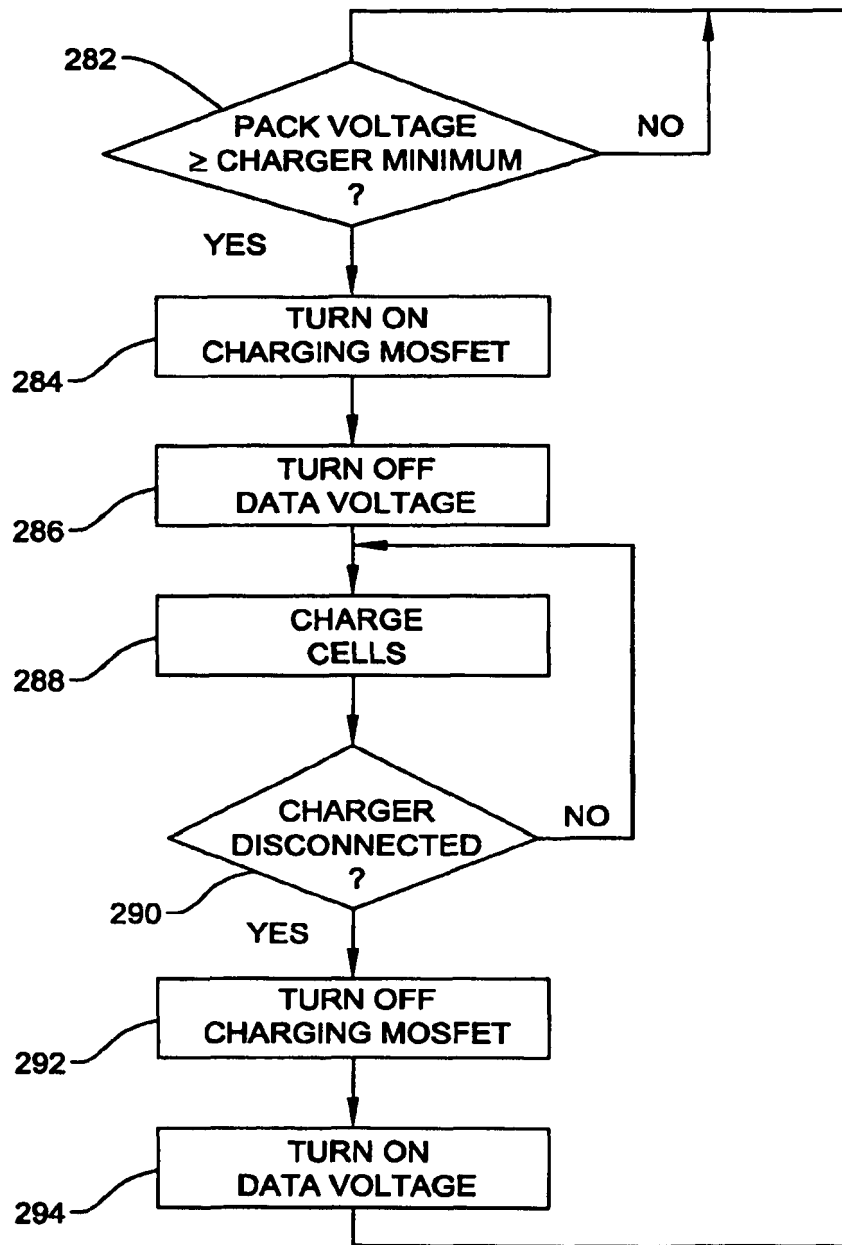 282
PACK VOLTAGE
≥ CHARGER MINIMUM
?
NO
YES
TURN ON
CHARGING MOSFET
284
TURN OFF
DATA VOLTAGE
286
CHARGE
CELLS
288
CHARGER
DISCONNECTED
?
NO
290
YES
TURN OFF
CHARGING MOSFET
292
TURN ON
DATA VOLTAGE
294